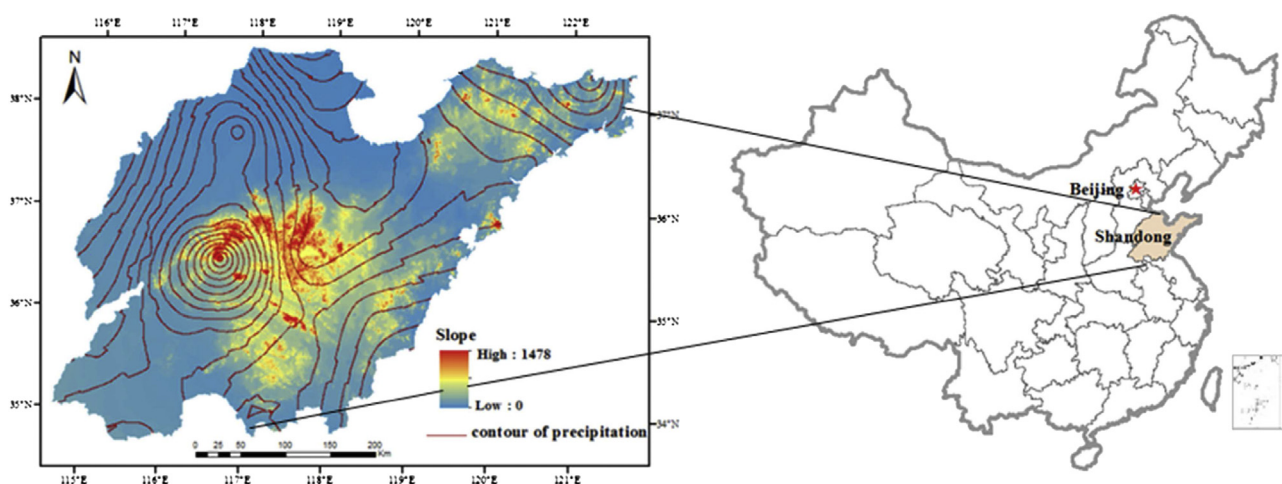 116°E 117°E 118°E 119°E 120°E 121°E 122°E
N
38°N
37°N
36°N
35°N
37°N
36°N
35°N
34°N
Slope
High : 1478
Low : 0
contour of precipitation
0 25 50 100 150 200
Km
115°E 116°E 117°E 118°E 119°E 120°E 121°E
Beijing
Shandong